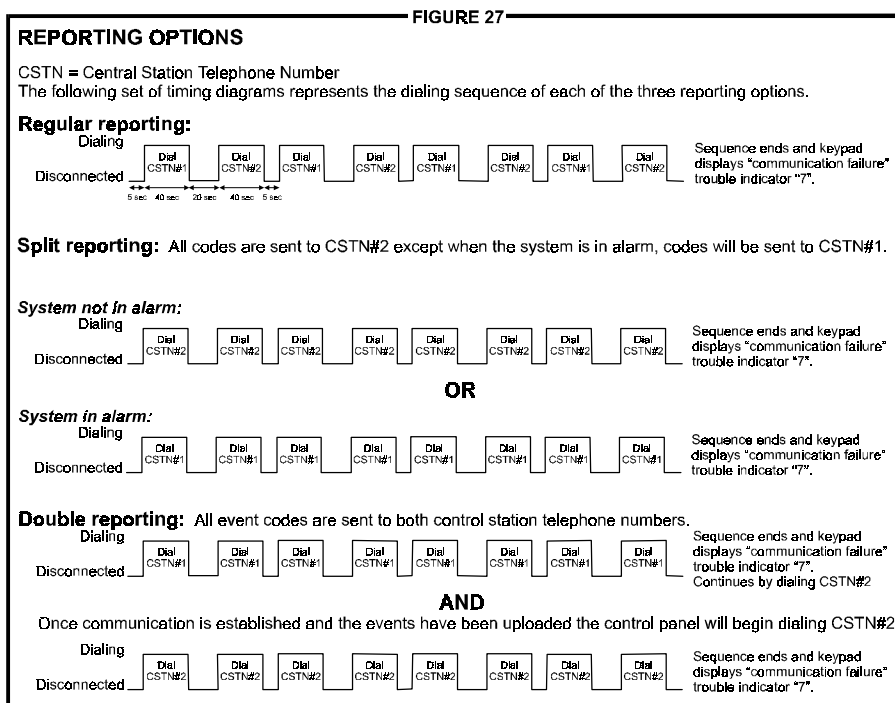 FIGURE 27
REPORTING OPTIONS
CSTN = Central Station Telephone Number
The following set of timing diagrams represents the dialing sequence of each of the three reporting options.
Regular reporting:
Dialing
Disconnected
Dial CSTN#1 Dial CSTN#2 Dial CSTN#1 Dial CSTN#2 Dial CSTN#1 Dial CSTN#2 Dial CSTN#1 Dial CSTN#2
5 sec 40 sec 20 sec 40 sec 5 sec
Sequence ends and keypad
displays "communication failure"
trouble indicator "7".
Split reporting: All codes are sent to CSTN#2 except when the system is in alarm, codes will be sent to CSTN#1.
System not in alarm:
Dialing
Disconnected
Dial CSTN#2 Dial CSTN#2 Dial CSTN#2 Dial CSTN#2 Dial CSTN#2 Dial CSTN#2 Dial CSTN#2 Dial CSTN#2
Sequence ends and keypad
displays "communication failure"
trouble indicator "7".
OR
System in alarm:
Dialing
Disconnected
Dial CSTN#1 Dial CSTN#1 Dial CSTN#1 Dial CSTN#1 Dial CSTN#1 Dial CSTN#1 Dial CSTN#1 Dial CSTN#1
Sequence ends and keypad
displays "communication failure"
trouble indicator "7".
Double reporting: All event codes are sent to both control station telephone numbers.
Dialing
Disconnected
Dial CSTN#1 Dial CSTN#1 Dial CSTN#1 Dial CSTN#1 Dial CSTN#1 Dial CSTN#1 Dial CSTN#1 Dial CSTN#1
Sequence ends and keypad
displays "communication failure"
trouble indicator "7".
Continues by dialing CSTN#2
AND
Once communication is established and the events have been uploaded the control panel will begin dialing CSTN#2
Dialing
Disconnected
Dial CSTN#2 Dial CSTN#2 Dial CSTN#2 Dial CSTN#2 Dial CSTN#2 Dial CSTN#2 Dial CSTN#2 Dial CSTN#2
Sequence ends and keypad
displays "communication failure"
trouble indicator "7".